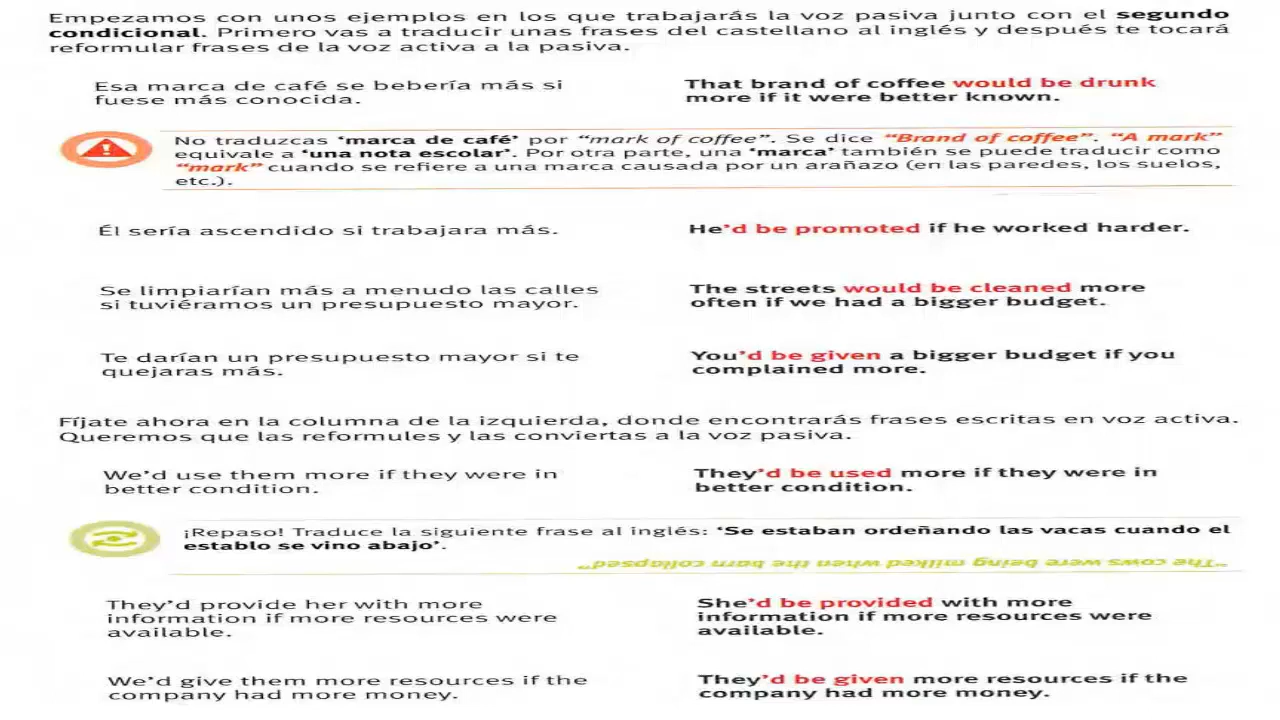 Empezamos con unos ejemplos en los que trabajarás la voz pasiva junto con el segundo
condicional. Primero vas a traducir unas frases del castellano al inglés y después te tocará
reformular frases de la voz activa a la pasiva.
Esa marca de café se bebería más si
fuese más conocida.
That brand of coffee would be drunk
more if it were better known.
No traduzcas ‘marca de café’ por “mark of coffee”. Se dice “Brand of coffee”. “A mark”
equivale a ‘una nota escolar’. Por otra parte, una ‘marca’ también se puede traducir como
“mark” cuando se refiere a una marca causada por un arañazo (en las paredes, los suelos,
etc.).
Él sería ascendido si trabajara más.
He’d be promoted if he worked harder.
Se limpiarían más a menudo las calles
si tuviéramos un presupuesto mayor.
The streets would be cleaned more
often if we had a bigger budget.
Te darían un presupuesto mayor si te
quejaras más.
You’d be given a bigger budget if you
complained more.
Fíjate ahora en la columna de la izquierda, donde encontrarás frases escritas en voz activa.
Queremos que las reformules y las conviertas a la voz pasiva.
We’d use them more if they were in
better condition.
They’d be used more if they were in
better condition.
¡Repaso! Traduce la siguiente frase al inglés: ‘Se estaban ordeñando las vacas cuando el
establo se vino abajo’.
“The cows were being milked when the barn collapsed”
They’d provide her with more
information if more resources were
available.
She’d be provided with more
information if more resources were
available.
We’d give them more resources if the
company had more money.
They’d be given more resources if the
company had more money.